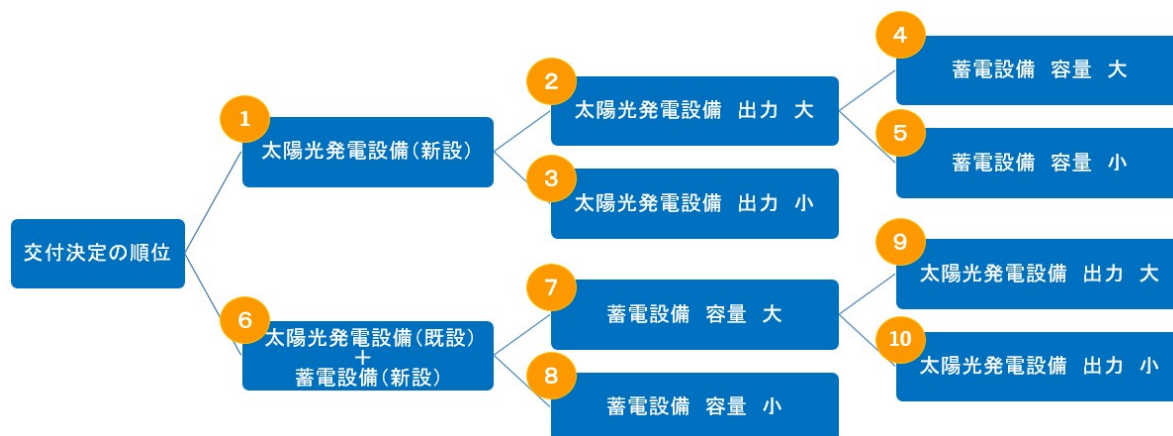 交付決定の順位
1
太陽光発電設備(新設)
2
太陽光発電設備 出力 大
3
太陽光発電設備 出力 小
4
蓄電設備 容量 大
5
蓄電設備 容量 小
6
太陽光発電設備(既設)
+
蓄電設備(新設)
7
蓄電設備 容量 大
8
蓄電設備 容量 小
9
太陽光発電設備 出力 大
10
太陽光発電設備 出力 小